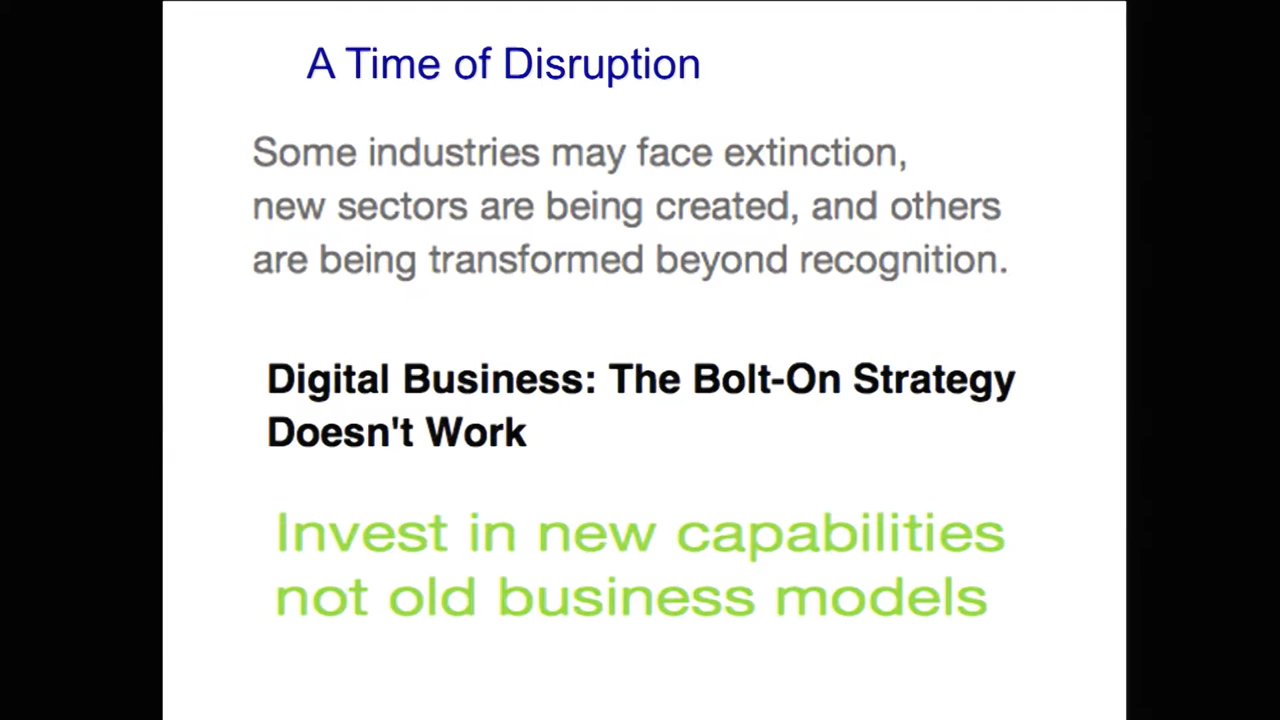 A Time of Disruption
Some industries may face extinction,
new sectors are being created, and others
are being transformed beyond recognition.
Digital Business: The Bolt-On Strategy
Doesn't Work
Invest in new capabilities
not old business models